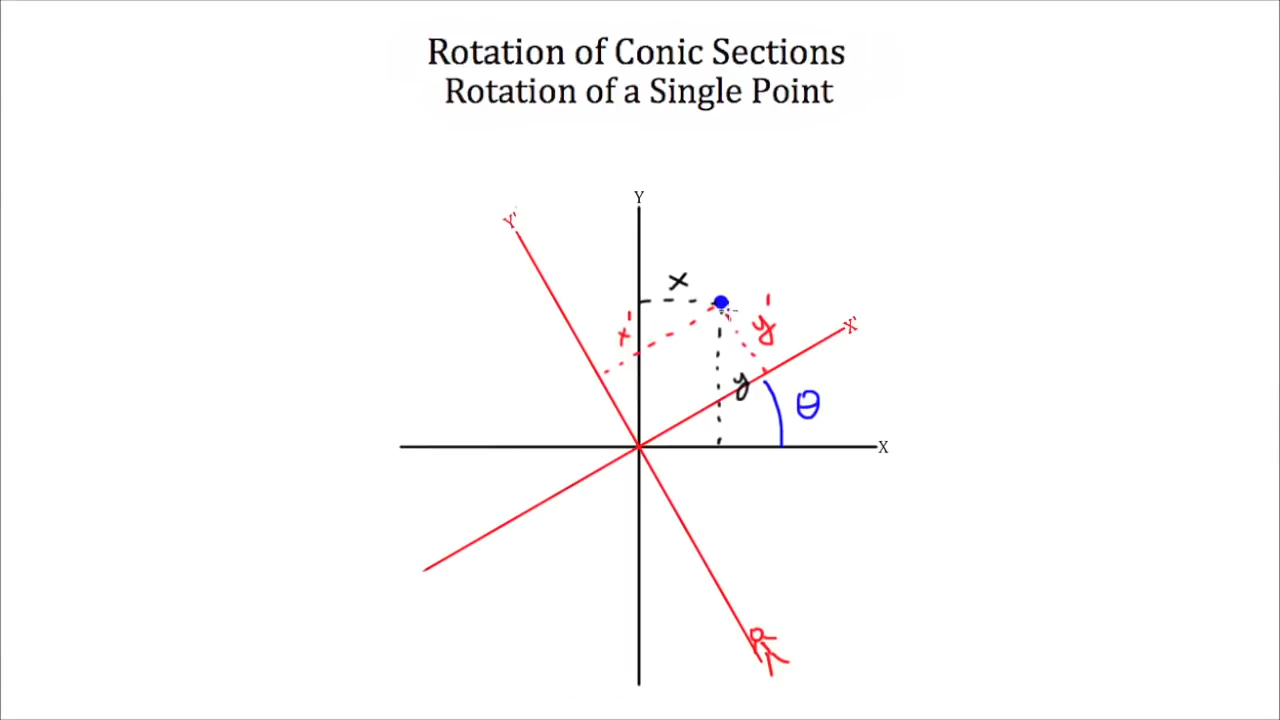 Rotation of Conic Sections
Rotation of a Single Point
Y
Y'
x
x'
y'
X'
y
θ
X